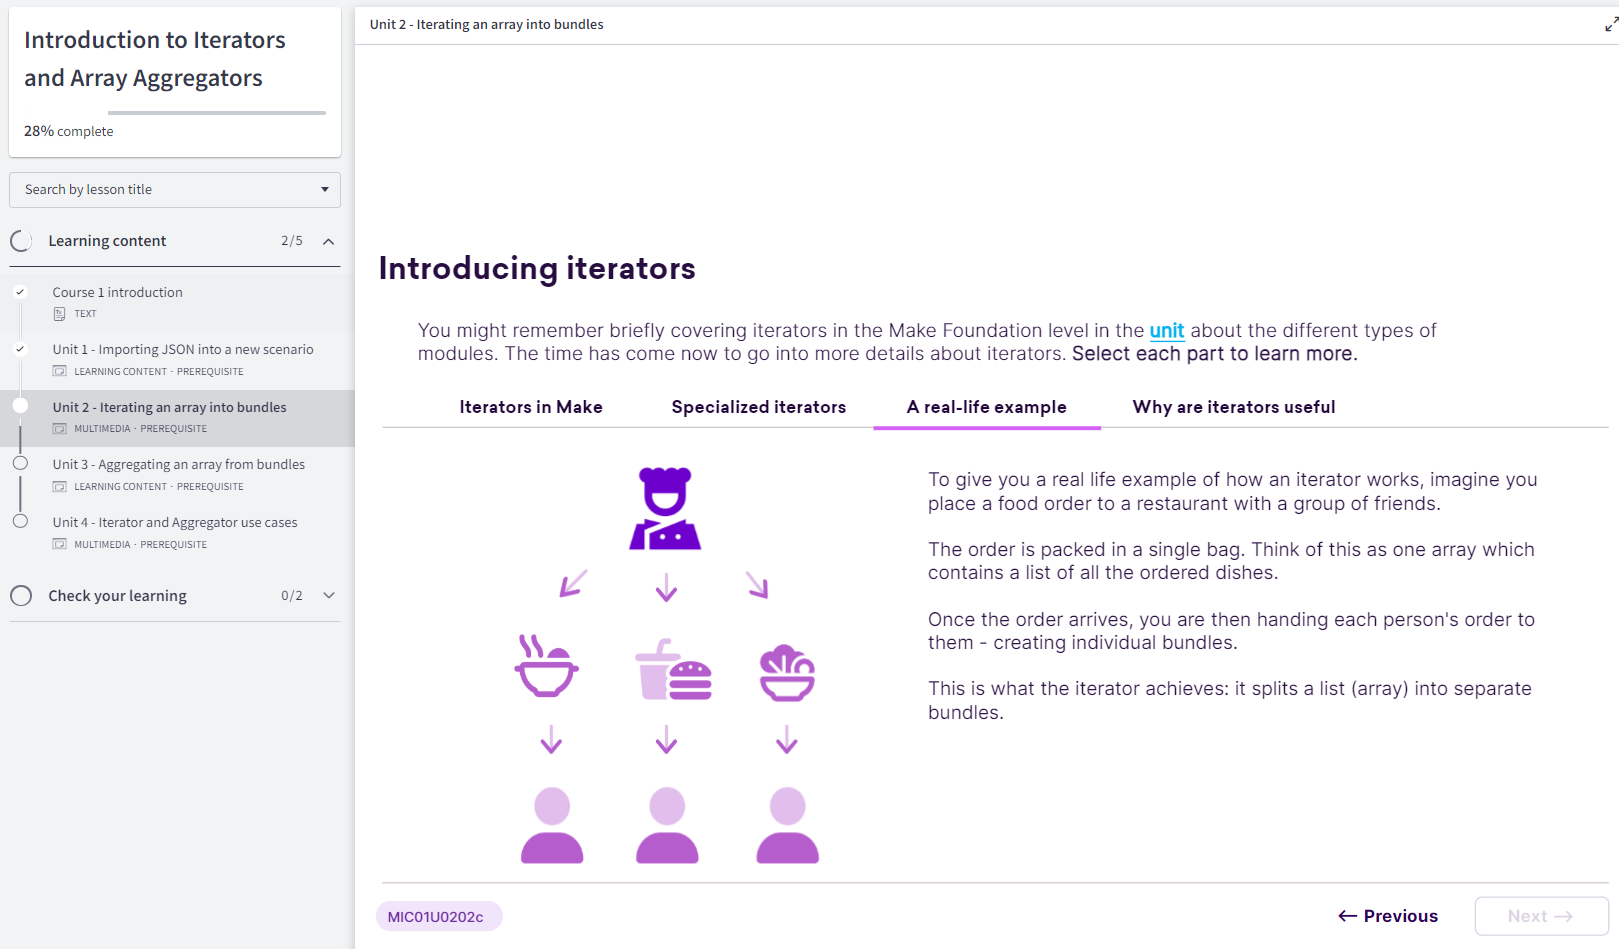 Introduction to Iterators
and Array Aggregators
28% complete
Search by lesson title
Learning content 2/5
Course 1 introduction
TEXT
Unit 1 - Importing JSON into a new scenario
LEARNING CONTENT · PREREQUISITE
Unit 2 - Iterating an array into bundles
MULTIMEDIA · PREREQUISITE
Unit 3 - Aggregating an array from bundles
LEARNING CONTENT · PREREQUISITE
Unit 4 - Iterator and Aggregator use cases
MULTIMEDIA · PREREQUISITE
Check your learning 0/2
Unit 2 - Iterating an array into bundles
Introducing iterators
You might remember briefly covering iterators in the Make Foundation level in the unit about the different types of
modules. The time has come now to go into more details about iterators. Select each part to learn more.
Iterators in Make Specialized iterators A real-life example Why are iterators useful
To give you a real life example of how an iterator works, imagine you
place a food order to a restaurant with a group of friends.
The order is packed in a single bag. Think of this as one array which
contains a list of all the ordered dishes.
Once the order arrives, you are then handing each person's order to
them - creating individual bundles.
This is what the iterator achieves: it splits a list (array) into separate
bundles.
MIC01U0202c
← Previous Next →